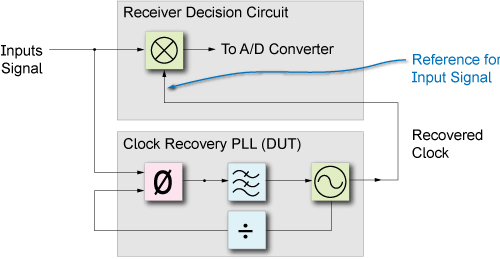 Receiver Decision Circuit
Inputs
Signal
To A/D Converter
Reference for
Input Signal
Recovered
Clock
Clock Recovery PLL (DUT)
Ø
÷